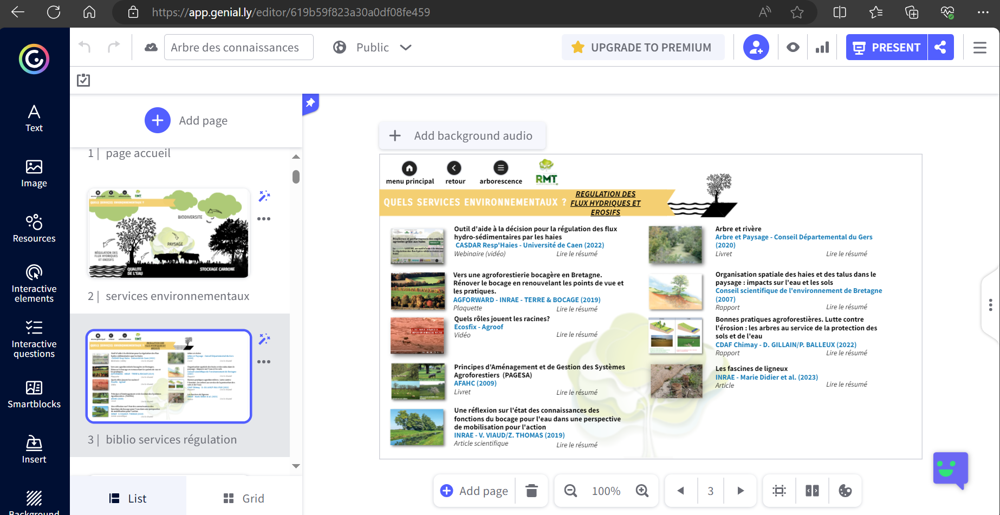 https://app.genial.ly/editor/619b59f823a30a0df08fe459
Arbre des connaissances
Public
UPGRADE TO PREMIUM
PRESENT
Text
Image
Resources
Interactive
elements
Interactive
questions
Smartblocks
Insert
Background
Add page
1 | page accueil
menu principal retour arborescence RMT
QUELS SERVICES ENVIRONNEMENTAUX ?
BIODIVERSITE
PAYSAGE
RÉGULATION DES
FLUX HYDRIQUES
ET EROSIFS
QUALITE
DE L'EAU
STOCKAGE CARBONE
2 | services environnementaux
3 | biblio services régulation
List
Grid
Add background audio
menu principal
retour
arborescence
RMT
QUELS SERVICES ENVIRONNEMENTAUX ?
REGULATION DES
FLUX HYDRIQUES ET
EROSIFS
Outil d'aide à la décision pour la régulation des flux
hydro-sédimentaires par les haies
CASDAR Resp'Haies - Université de Caen (2022)
Webinaire (vidéo)
Lire le résumé
Vers une agroforestierie bocagère en Bretagne.
Rénover le bocage en renouvelant les points de vue et
les pratiques.
AGFORWARD - INRAE - TERRE & BOCAGE (2019)
Plaquette
Lire le résumé
Quels rôles jouent les racines?
Ecosfix - Agroof
Vidéo
Lire le résumé
Principes d'Aménagement et de Gestion des Systèmes
Agroforestiers (PAGESA)
AFAHC (2009)
Livret
Lire le résumé
Une réflexion sur l'état des connaissances des
fonctions du bocage pour l'eau dans une perspective
de mobilisation pour l'action
INRAE - V. VIAUD/Z. THOMAS (2019)
Article scientifique
Lire le résumé
Arbre et rivère
Arbre et Paysage - Conseil Départemental du Gers
(2020)
Livret
Lire le résumé
Organisation spatiale des haies et des talus dans le
paysage : impacts sur l'eau et les sols
Conseil scientifique de l'environnement de Bretagne
(2007)
Rapport
Lire le résumé
Bonnes pratiques agroforestières. Lutte contre
l'érosion : les arbres au service de la protection des
sols et de l'eau
CDAF Chimay - D. GILLAIN/P. BALLEUX (2022)
Rapport
Lire le résumé
Les fascines de ligneux
INRAE - Marie Didier et al. (2023)
Article
Lire le résumé
Add page
100%
3